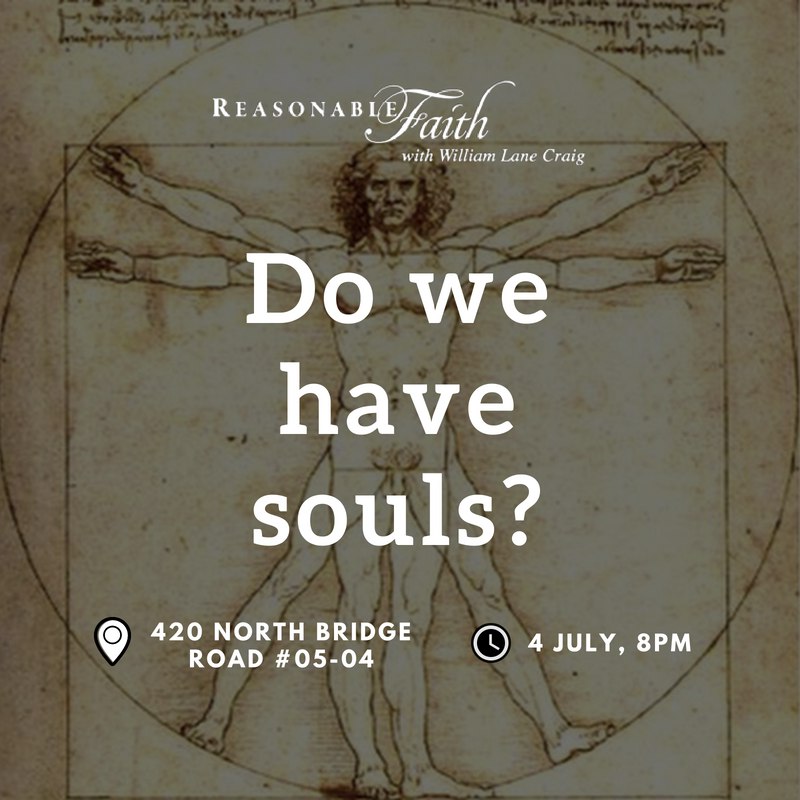 REASONABLE Faith
with William Lane Craig
Do we
have
souls?
420 NORTH BRIDGE
ROAD #05-04
4 JULY, 8PM